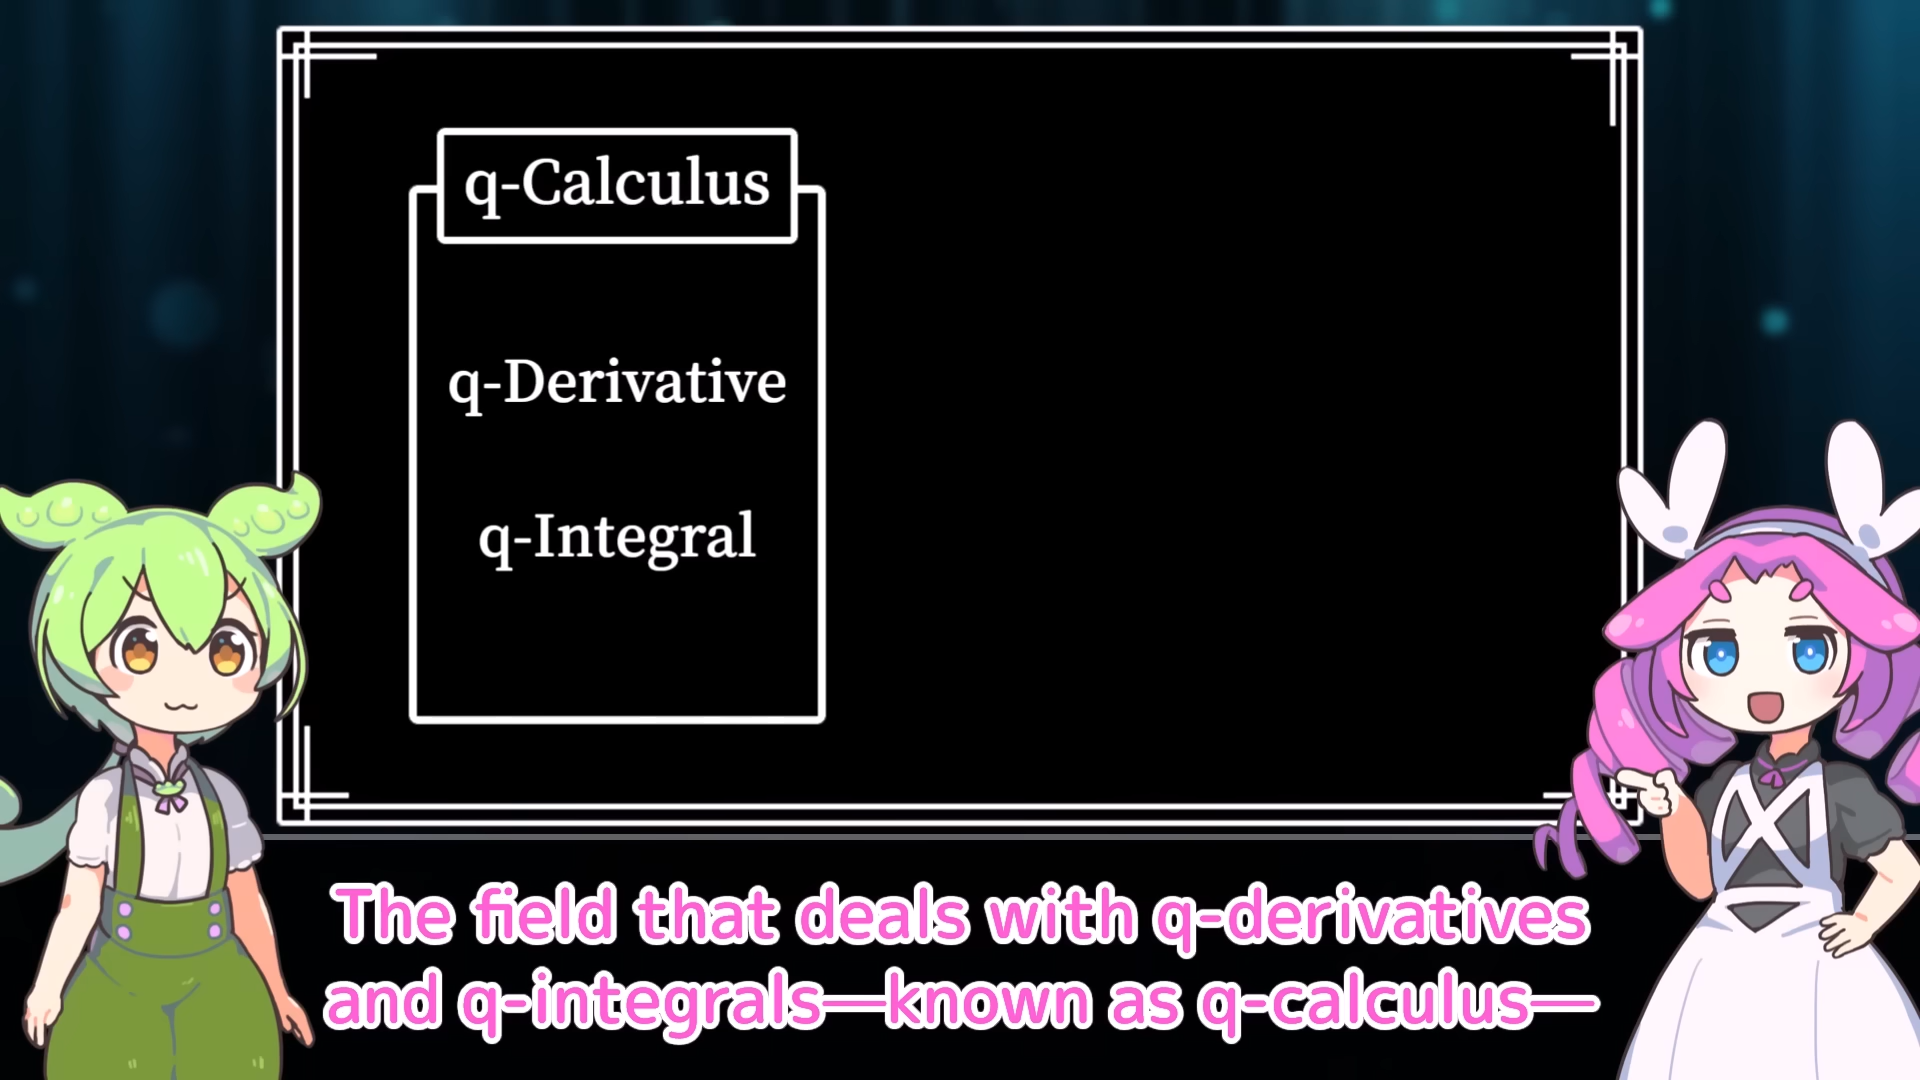 q-Calculus
q-Derivative
q-Integral
The field that deals with q-derivatives
and q-integrals—known as q-calculus—